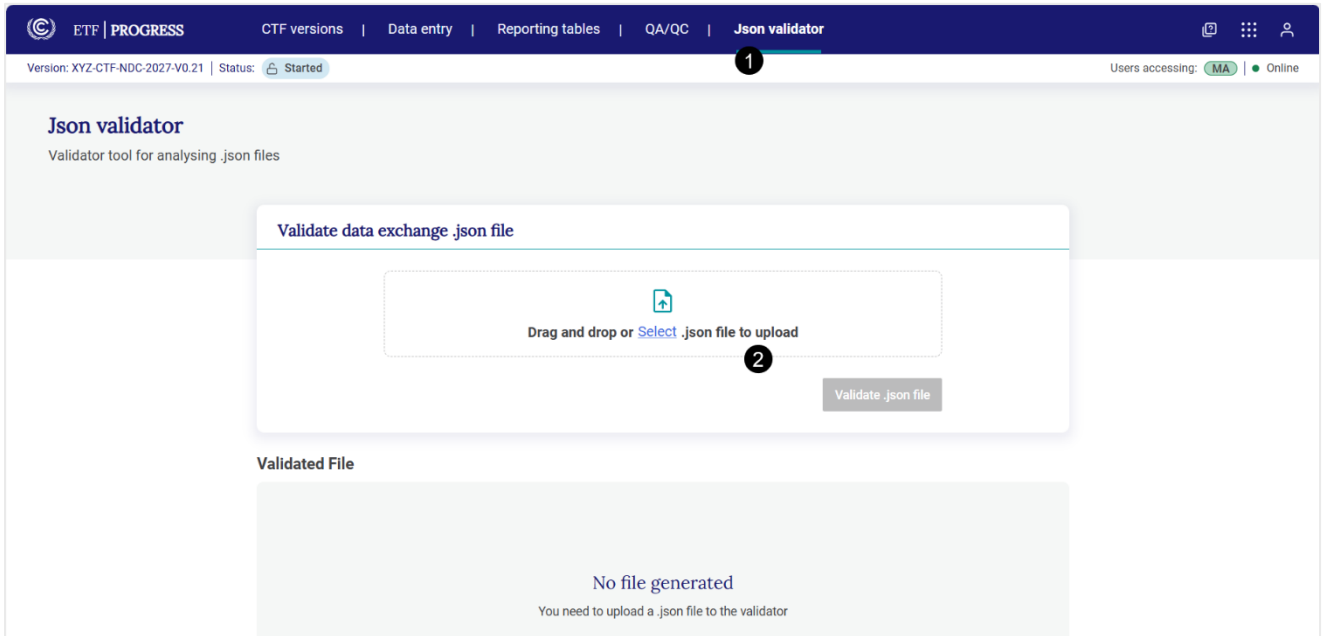 ETF | PROGRESS CTF versions | Data entry | Reporting tables | QA/QC | Json validator
1
Version: XYZ-CTF-NDC-2027-V0.21 | Status: Started Users accessing: MA | Online
Json validator
Validator tool for analysing .json files
Validate data exchange .json file
Drag and drop or Select .json file to upload
2
Validate .json file
Validated File
No file generated
You need to upload a .json file to the validator